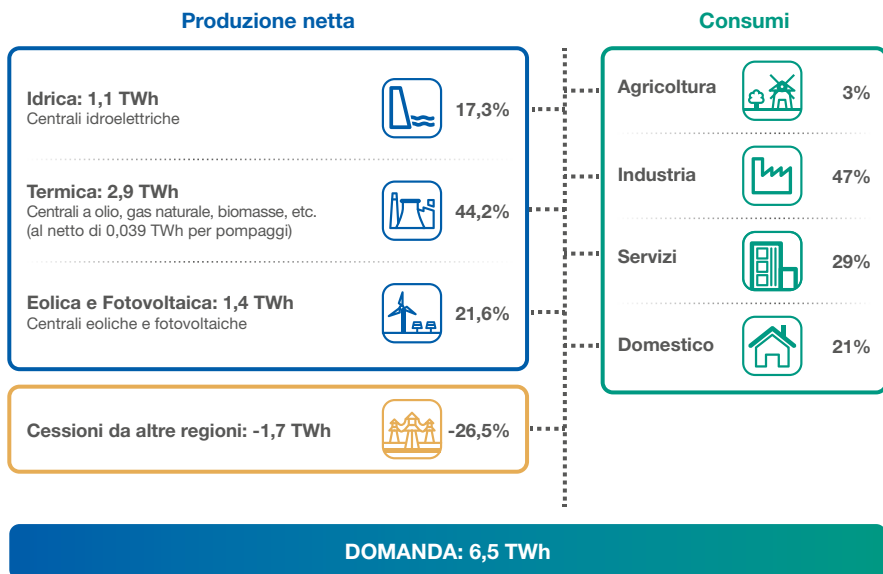 Produzione netta
Idrica: 1,1 TWh
Centrali idroelettriche
17,3%
Termica: 2,9 TWh
Centrali a olio, gas naturale, biomasse, etc.
(al netto di 0,039 TWh per pompaggi)
44,2%
Eolica e Fotovoltaica: 1,4 TWh
Centrali eoliche e fotovoltaiche
21,6%
Cessioni da altre regioni: -1,7 TWh
-26,5%
Consumi
Agricoltura
3%
Industria
47%
Servizi
29%
Domestico
21%
DOMANDA: 6,5 TWh